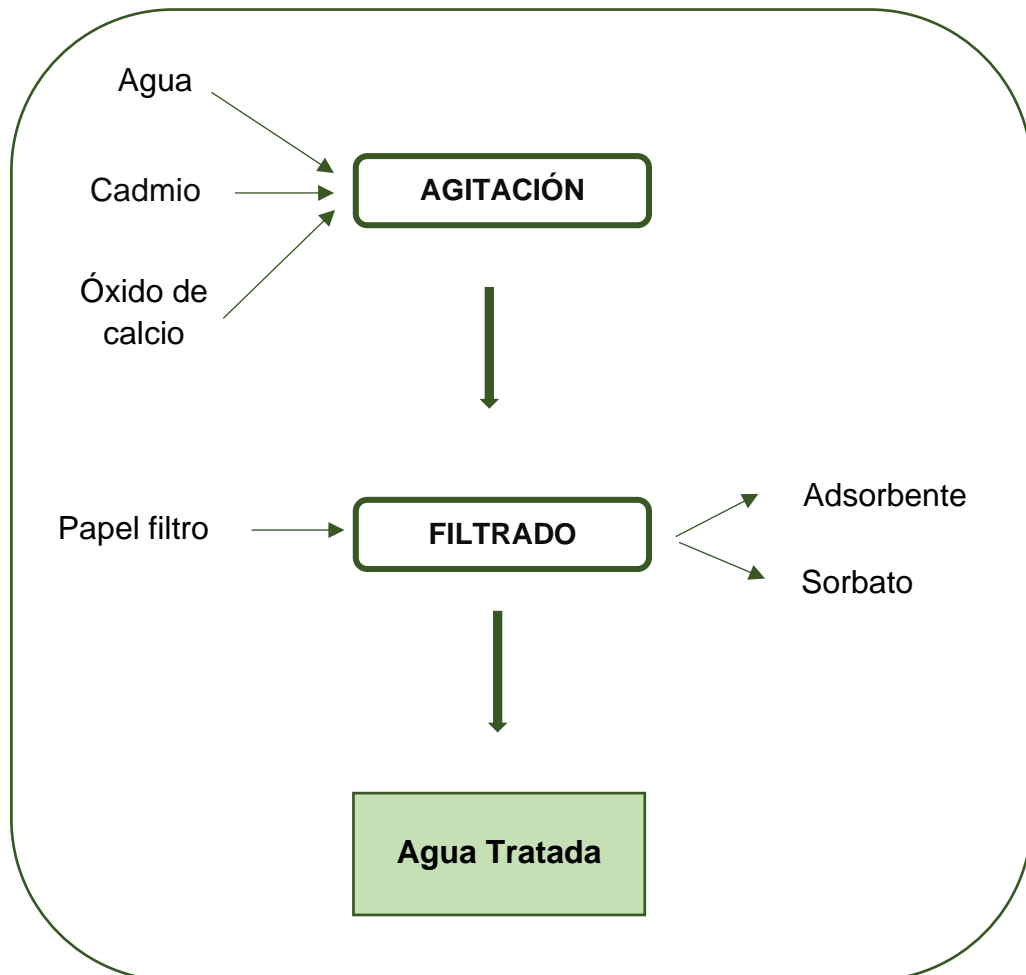 Agua
Cadmio
Óxido de
calcio
AGITACIÓN
Papel filtro
FILTRADO
Adsorbente
Sorbato
Agua Tratada